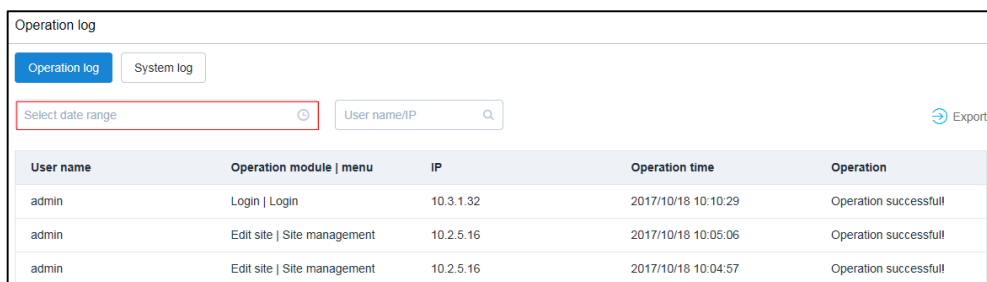 Operation log
Operation log System log
Select date range User name/IP Export
User name Operation module | menu IP Operation time Operation
admin Login | Login 10.3.1.32 2017/10/18 10:10:29 Operation successful!
admin Edit site | Site management 10.2.5.16 2017/10/18 10:05:06 Operation successful!
admin Edit site | Site management 10.2.5.16 2017/10/18 10:04:57 Operation successful!